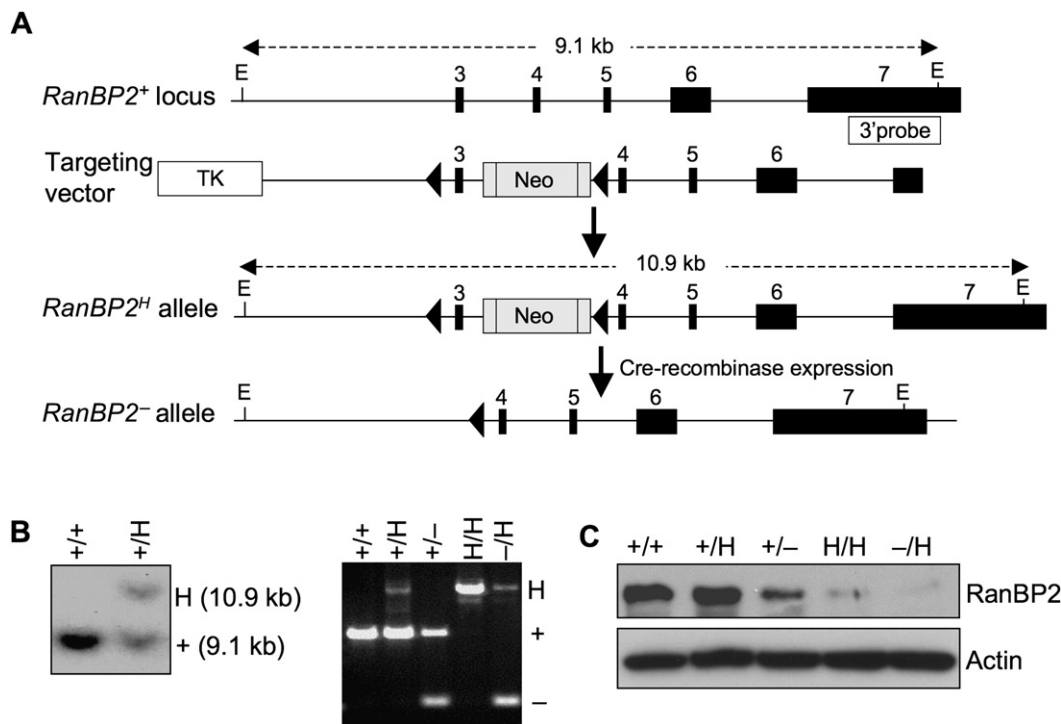 A
9.1 kb
E 3 4 5 6 7 E
RanBP2+ locus
3'probe
Targeting vector
TK 3 Neo 4 5 6
10.9 kb
E 3 4 5 6 7 E
RanBP2H allele
Neo
Cre-recombinase expression
E 4 5 6 7 E
RanBP2– allele
B
+/+ +/H
H (10.9 kb)
+ (9.1 kb)
+/+ +/H +/– H/H –/H
H
+
–
C
+/+ +/H +/– H/H –/H
RanBP2
Actin